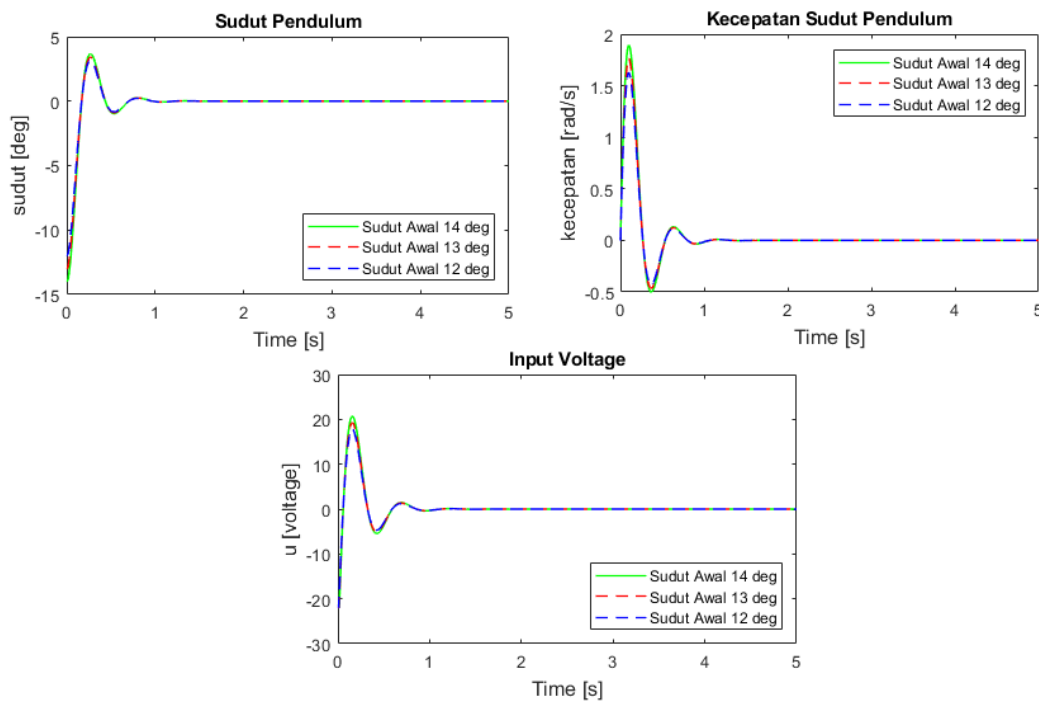 Sudut Pendulum
sudut [deg]
5
0
-5
-10
-15
Sudut Awal 14 deg
Sudut Awal 13 deg
Sudut Awal 12 deg
0 1 2 3 4 5
Time [s]
Kecepatan Sudut Pendulum
kecepatan [rad/s]
2
1.5
1
0.5
0
-0.5
Sudut Awal 14 deg
Sudut Awal 13 deg
Sudut Awal 12 deg
0 1 2 3 4 5
Time [s]
Input Voltage
u [voltage]
30
20
10
0
-10
-20
-30
Sudut Awal 14 deg
Sudut Awal 13 deg
Sudut Awal 12 deg
0 1 2 3 4 5
Time [s]